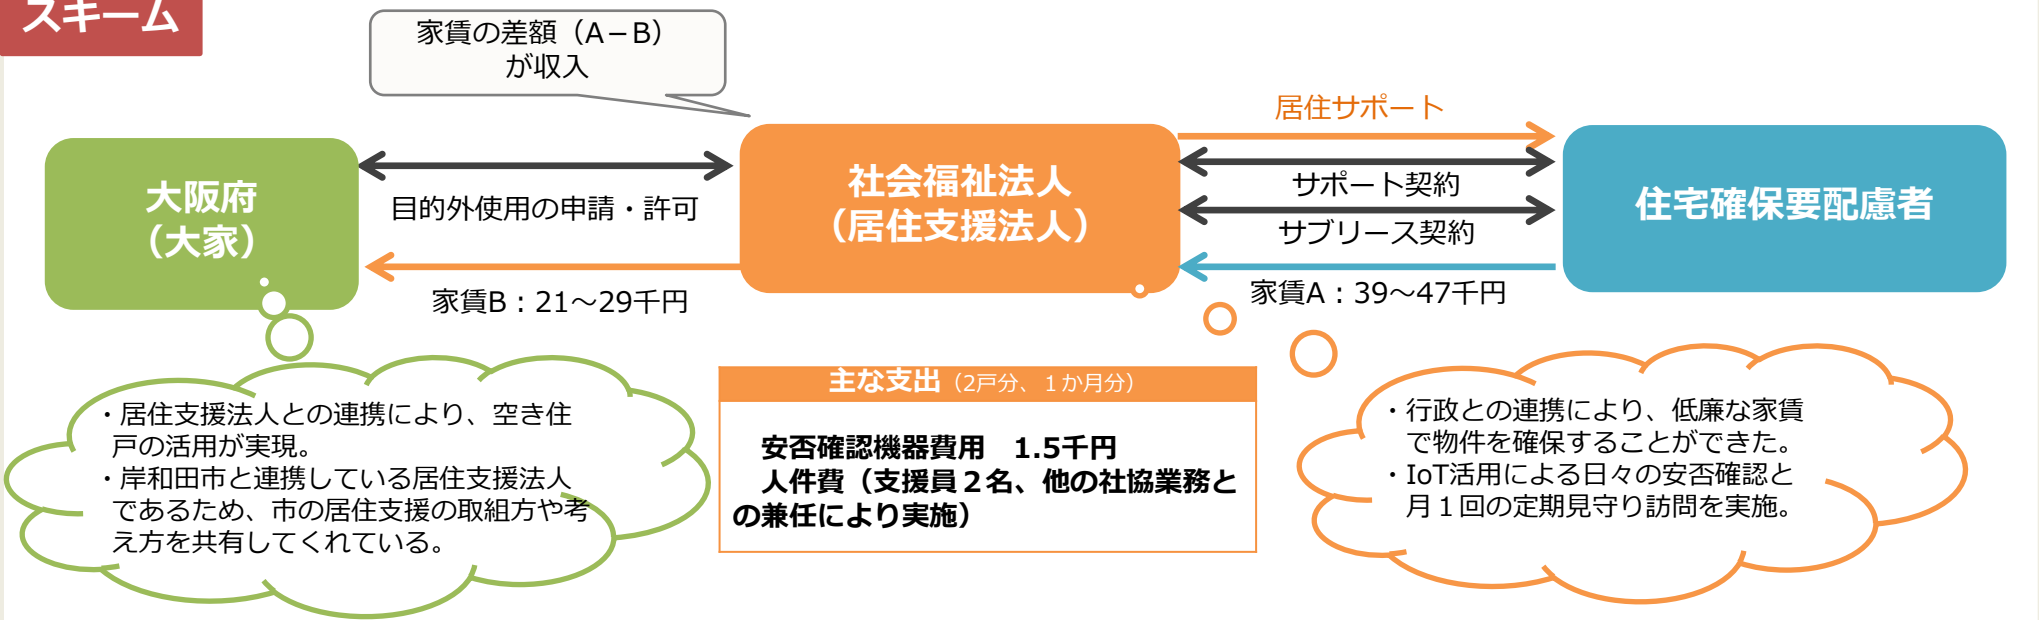 スキーム
家賃の差額（A－B）
が収入
大阪府
（大家）
目的外使用の申請・許可
家賃B：21～29千円
社会福祉法人
（居住支援法人）
居住サポート
サポート契約
サブリース契約
家賃A：39～47千円
住宅確保要配慮者
・居住支援法人との連携により、空き住
戸の活用が実現。
・岸和田市と連携している居住支援法人
であるため、市の居住支援の取組方や考
え方を共有してくれている。
主な支出（2戸分、１か月分）
安否確認機器費用　1.5千円
人件費（支援員２名、他の社協業務と
の兼任により実施）
・行政との連携により、低廉な家賃
で物件を確保することができた。
・IoT活用による日々の安否確認と
月１回の定期見守り訪問を実施。